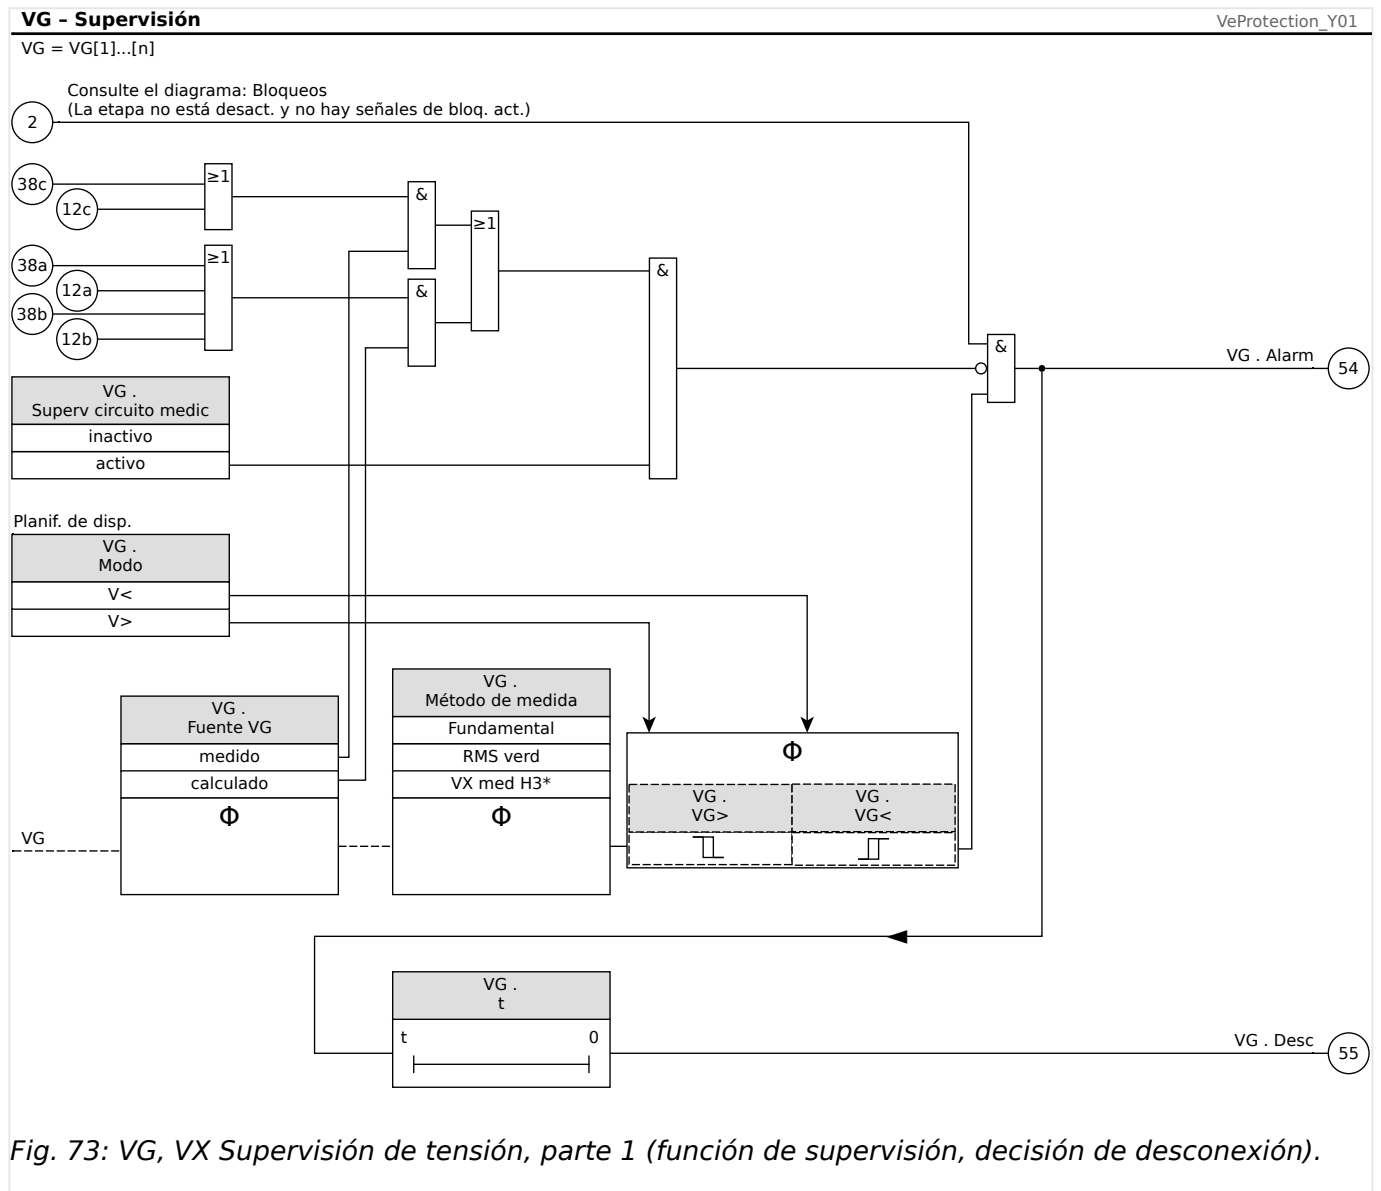 VG – Supervisión
VeProtection_Y01
VG = VG[1]...[n]
Consulte el diagrama: Bloqueos
(La etapa no está desact. y no hay señales de bloq. act.)
2
38c
12c
≥1
&
≥1
38a
12a
38b
12b
≥1
&
&
&
VG . Alarm
54
VG .
Superv circuito medic
inactivo
activo
Planif. de disp.
VG .
Modo
V<
V>
VG .
Fuente VG
medido
calculado
Φ
VG
VG .
Método de medida
Fundamental
RMS verd
VX med H3*
Φ
Φ
VG .
VG>
VG .
VG<
VG .
t
t 0
VG . Desc
55
Fig. 73: VG, VX Supervisión de tensión, parte 1 (función de supervisión, decisión de desconexión).